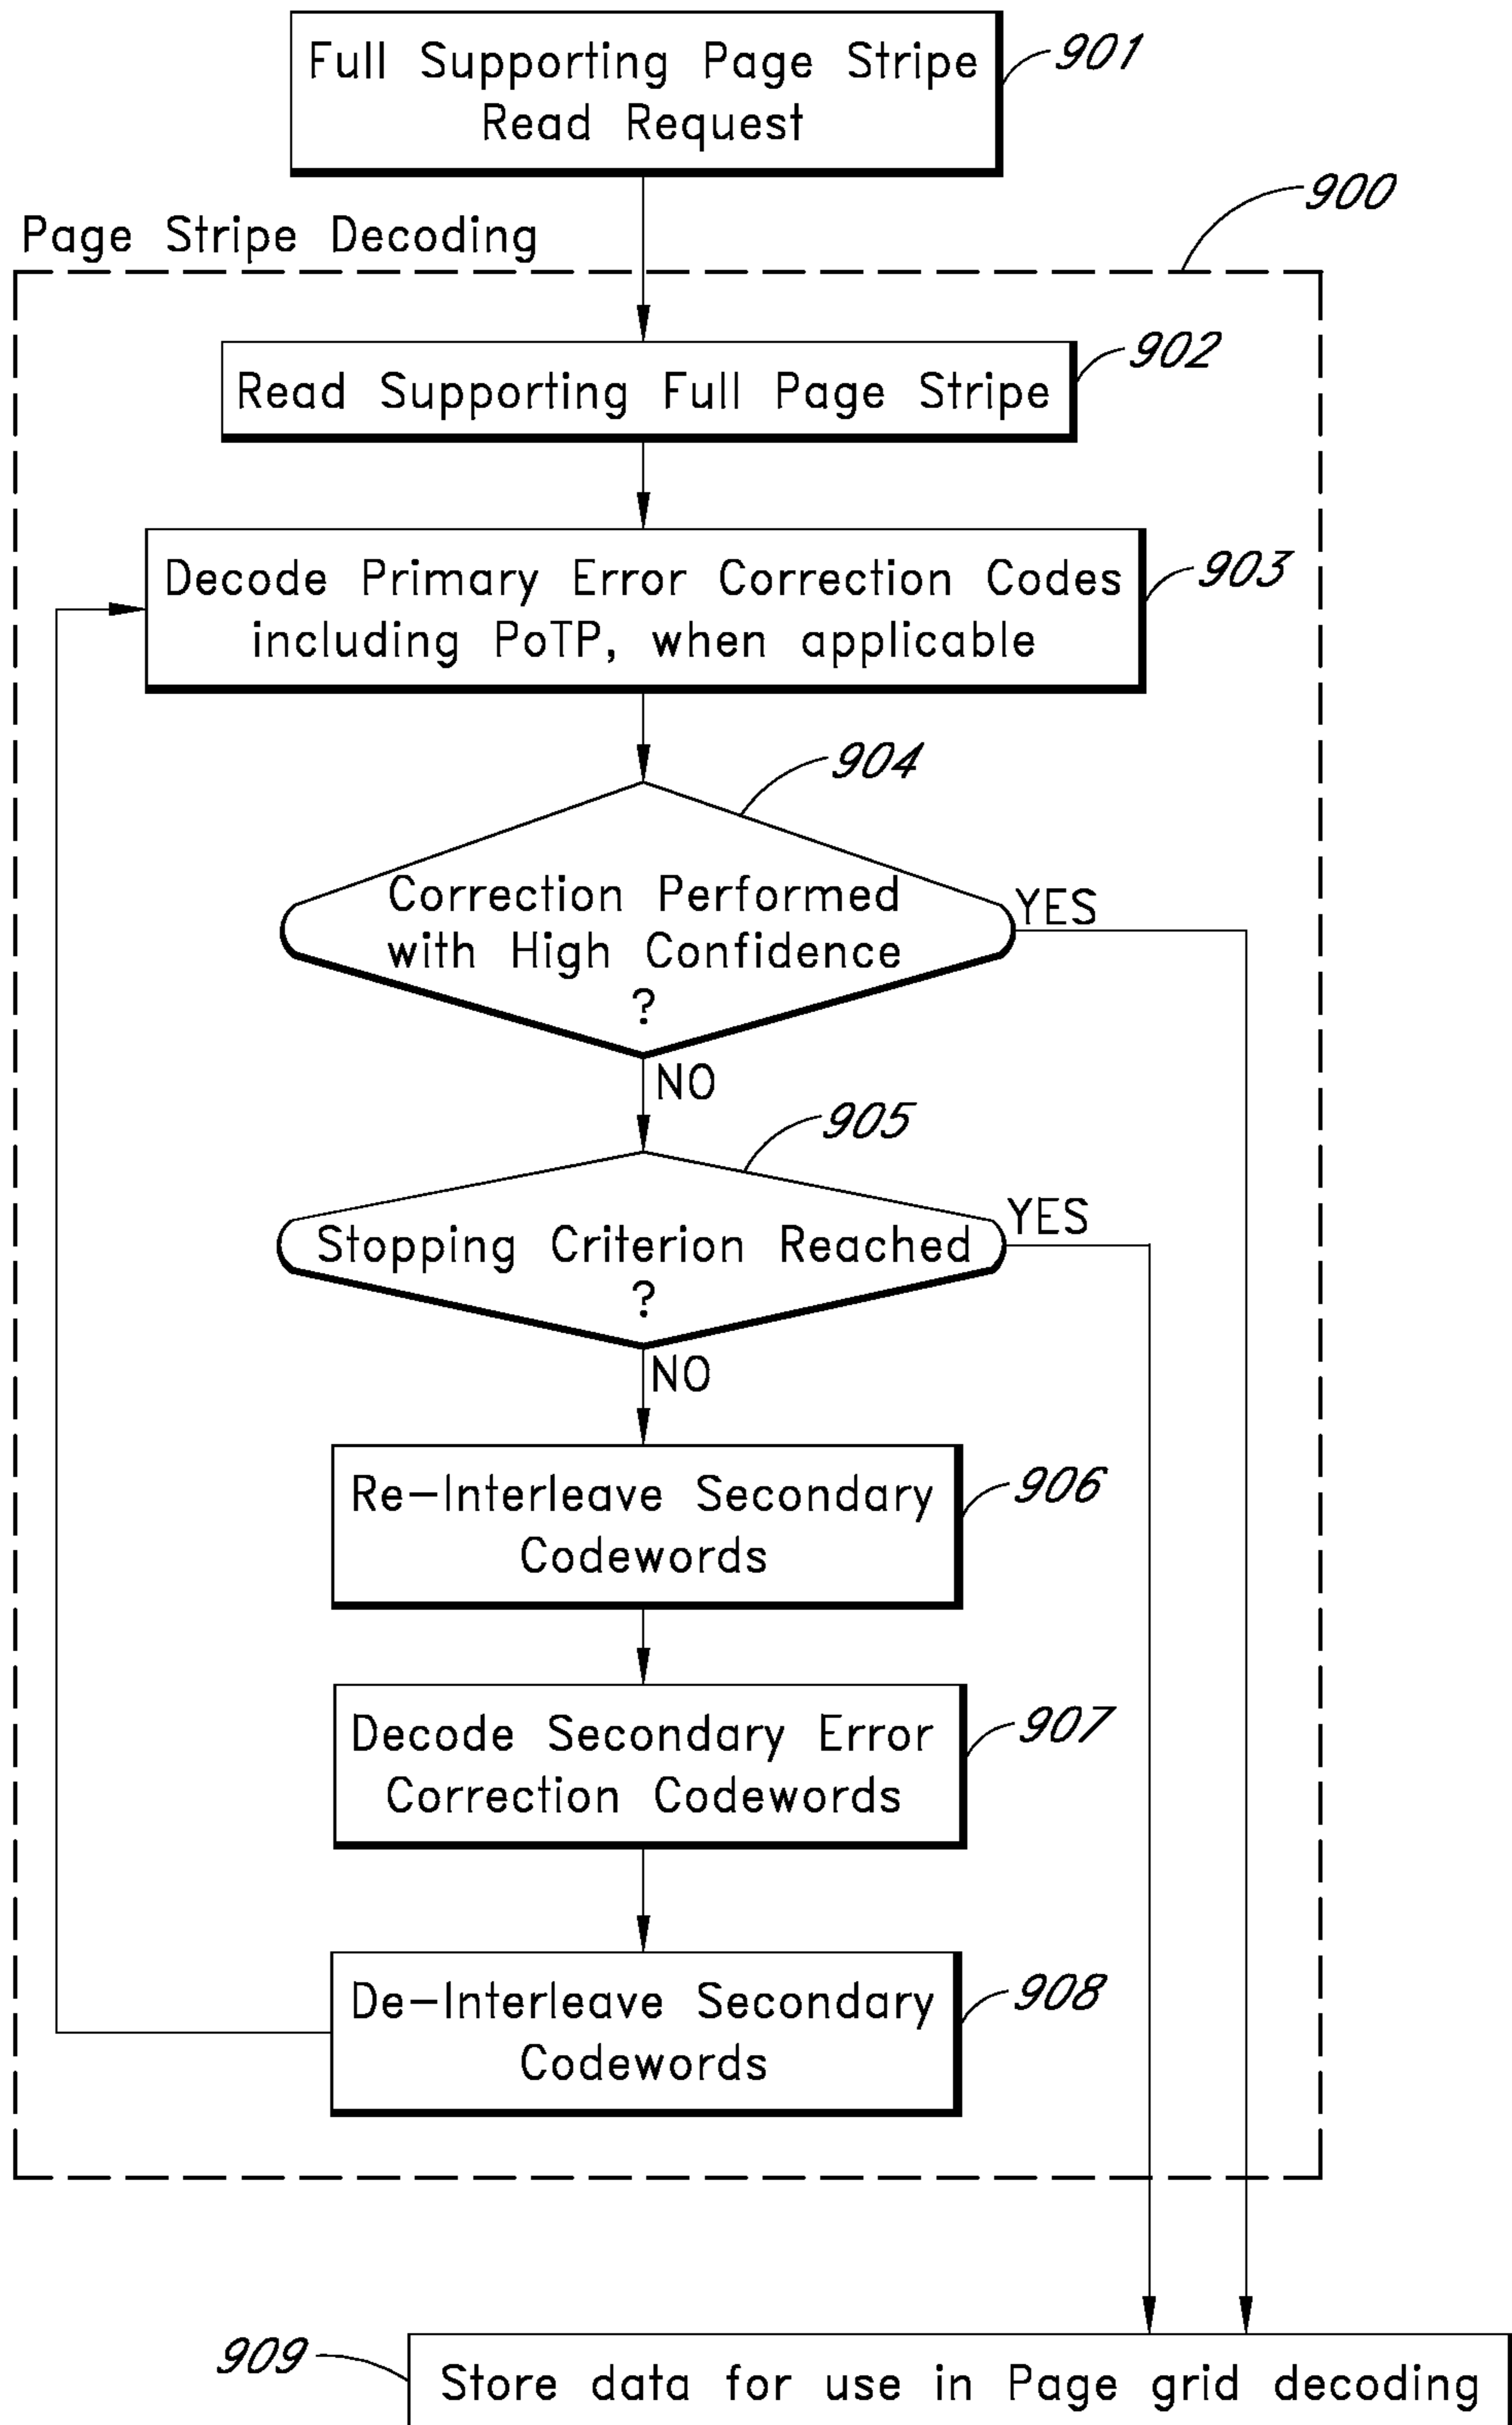 Full Supporting Page Stripe
Read Request
901
900
Page Stripe Decoding
902
Read Supporting Full Page Stripe
903
Decode Primary Error Correction Codes
including PoTP, when applicable
904
Correction Performed
with High Confidence
?
YES
NO
905
Stopping Criterion Reached
?
YES
NO
906
Re-Interleave Secondary
Codewords
907
Decode Secondary Error
Correction Codewords
908
De-Interleave Secondary
Codewords
909
Store data for use in Page grid decoding